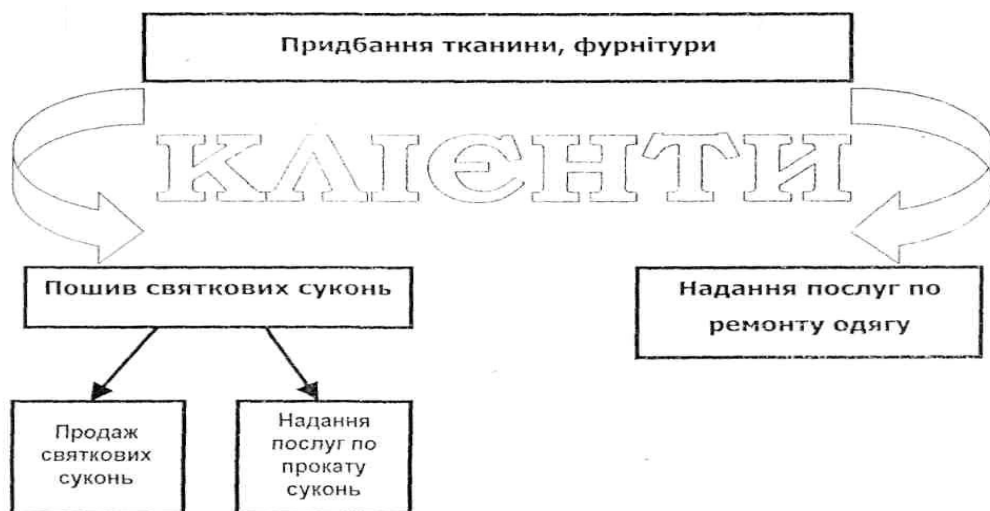 Придбання тканини, фурнітури
КЛІЄНТИ
Пошив святкових суконь
Надання послуг по
ремонту одягу
Продаж
святкових
суконь
Надання
послуг по
прокату
суконь